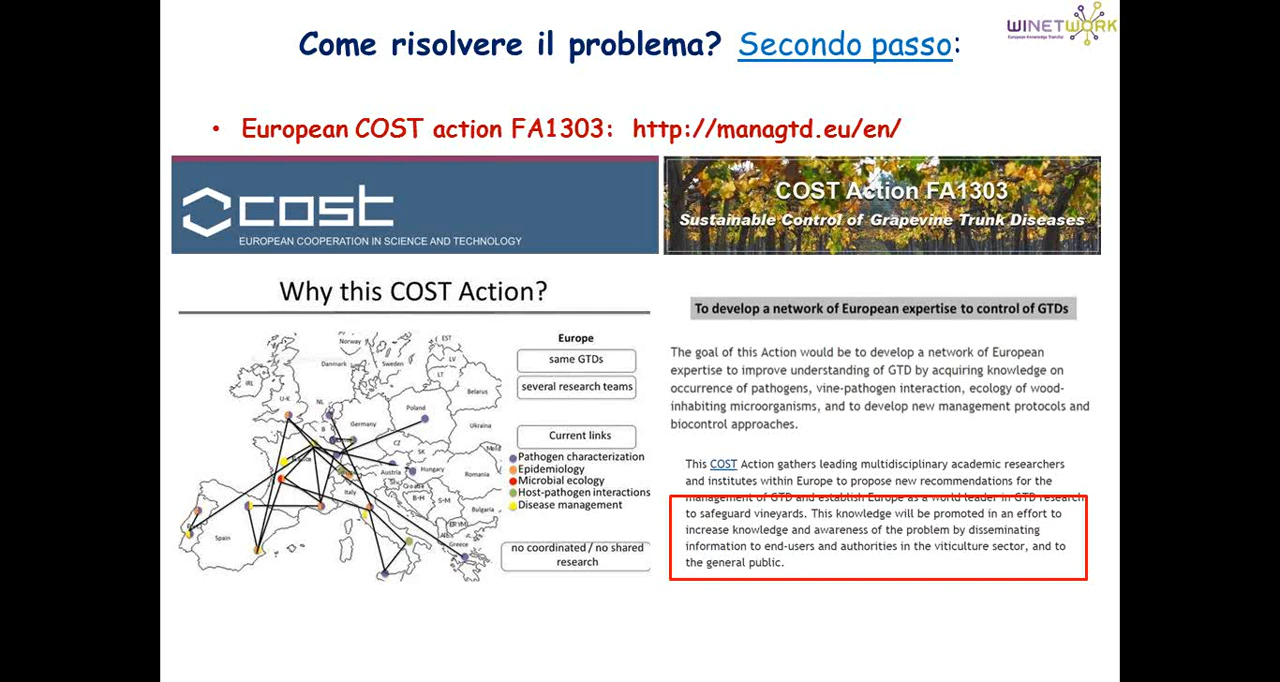 WINETWORK
European Knowledge Transfer
Come risolvere il problema? Secondo passo:
• European COST action FA1303: http://managtd.eu/en/
cost
EUROPEAN COOPERATION IN SCIENCE AND TECHNOLOGY
COST Action FA1303
Sustainable Control of Grapevine Trunk Diseases
Why this COST Action?
Norway
Sweden
EST
LV
LT
Denmark
IRL
U-K
NL
Belarus
Poland
Germany
B
Ukraina
CZ
SK
Austria
Hungary
Romania
Italy
B-H
S-M
Bulgaria
Spain
Greece
Europe
same GTDs
several research teams
Current links
Pathogen characterization
Epidemiology
Microbial ecology
Host-pathogen interactions
Disease management
no coordinated / no shared
research
To develop a network of European expertise to control of GTDs
The goal of this Action would be to develop a network of European
expertise to improve understanding of GTD by acquiring knowledge on
occurrence of pathogens, vine-pathogen interaction, ecology of wood-
inhabiting microorganisms, and to develop new management protocols and
biocontrol approaches.
This COST Action gathers leading multidisciplinary academic researchers
and institutes within Europe to propose new recommendations for the
management of GTD and establish Europe as a world leader in GTD research
to safeguard vineyards. This knowledge will be promoted in an effort to
increase knowledge and awareness of the problem by disseminating
information to end-users and authorities in the viticulture sector, and to
the general public.